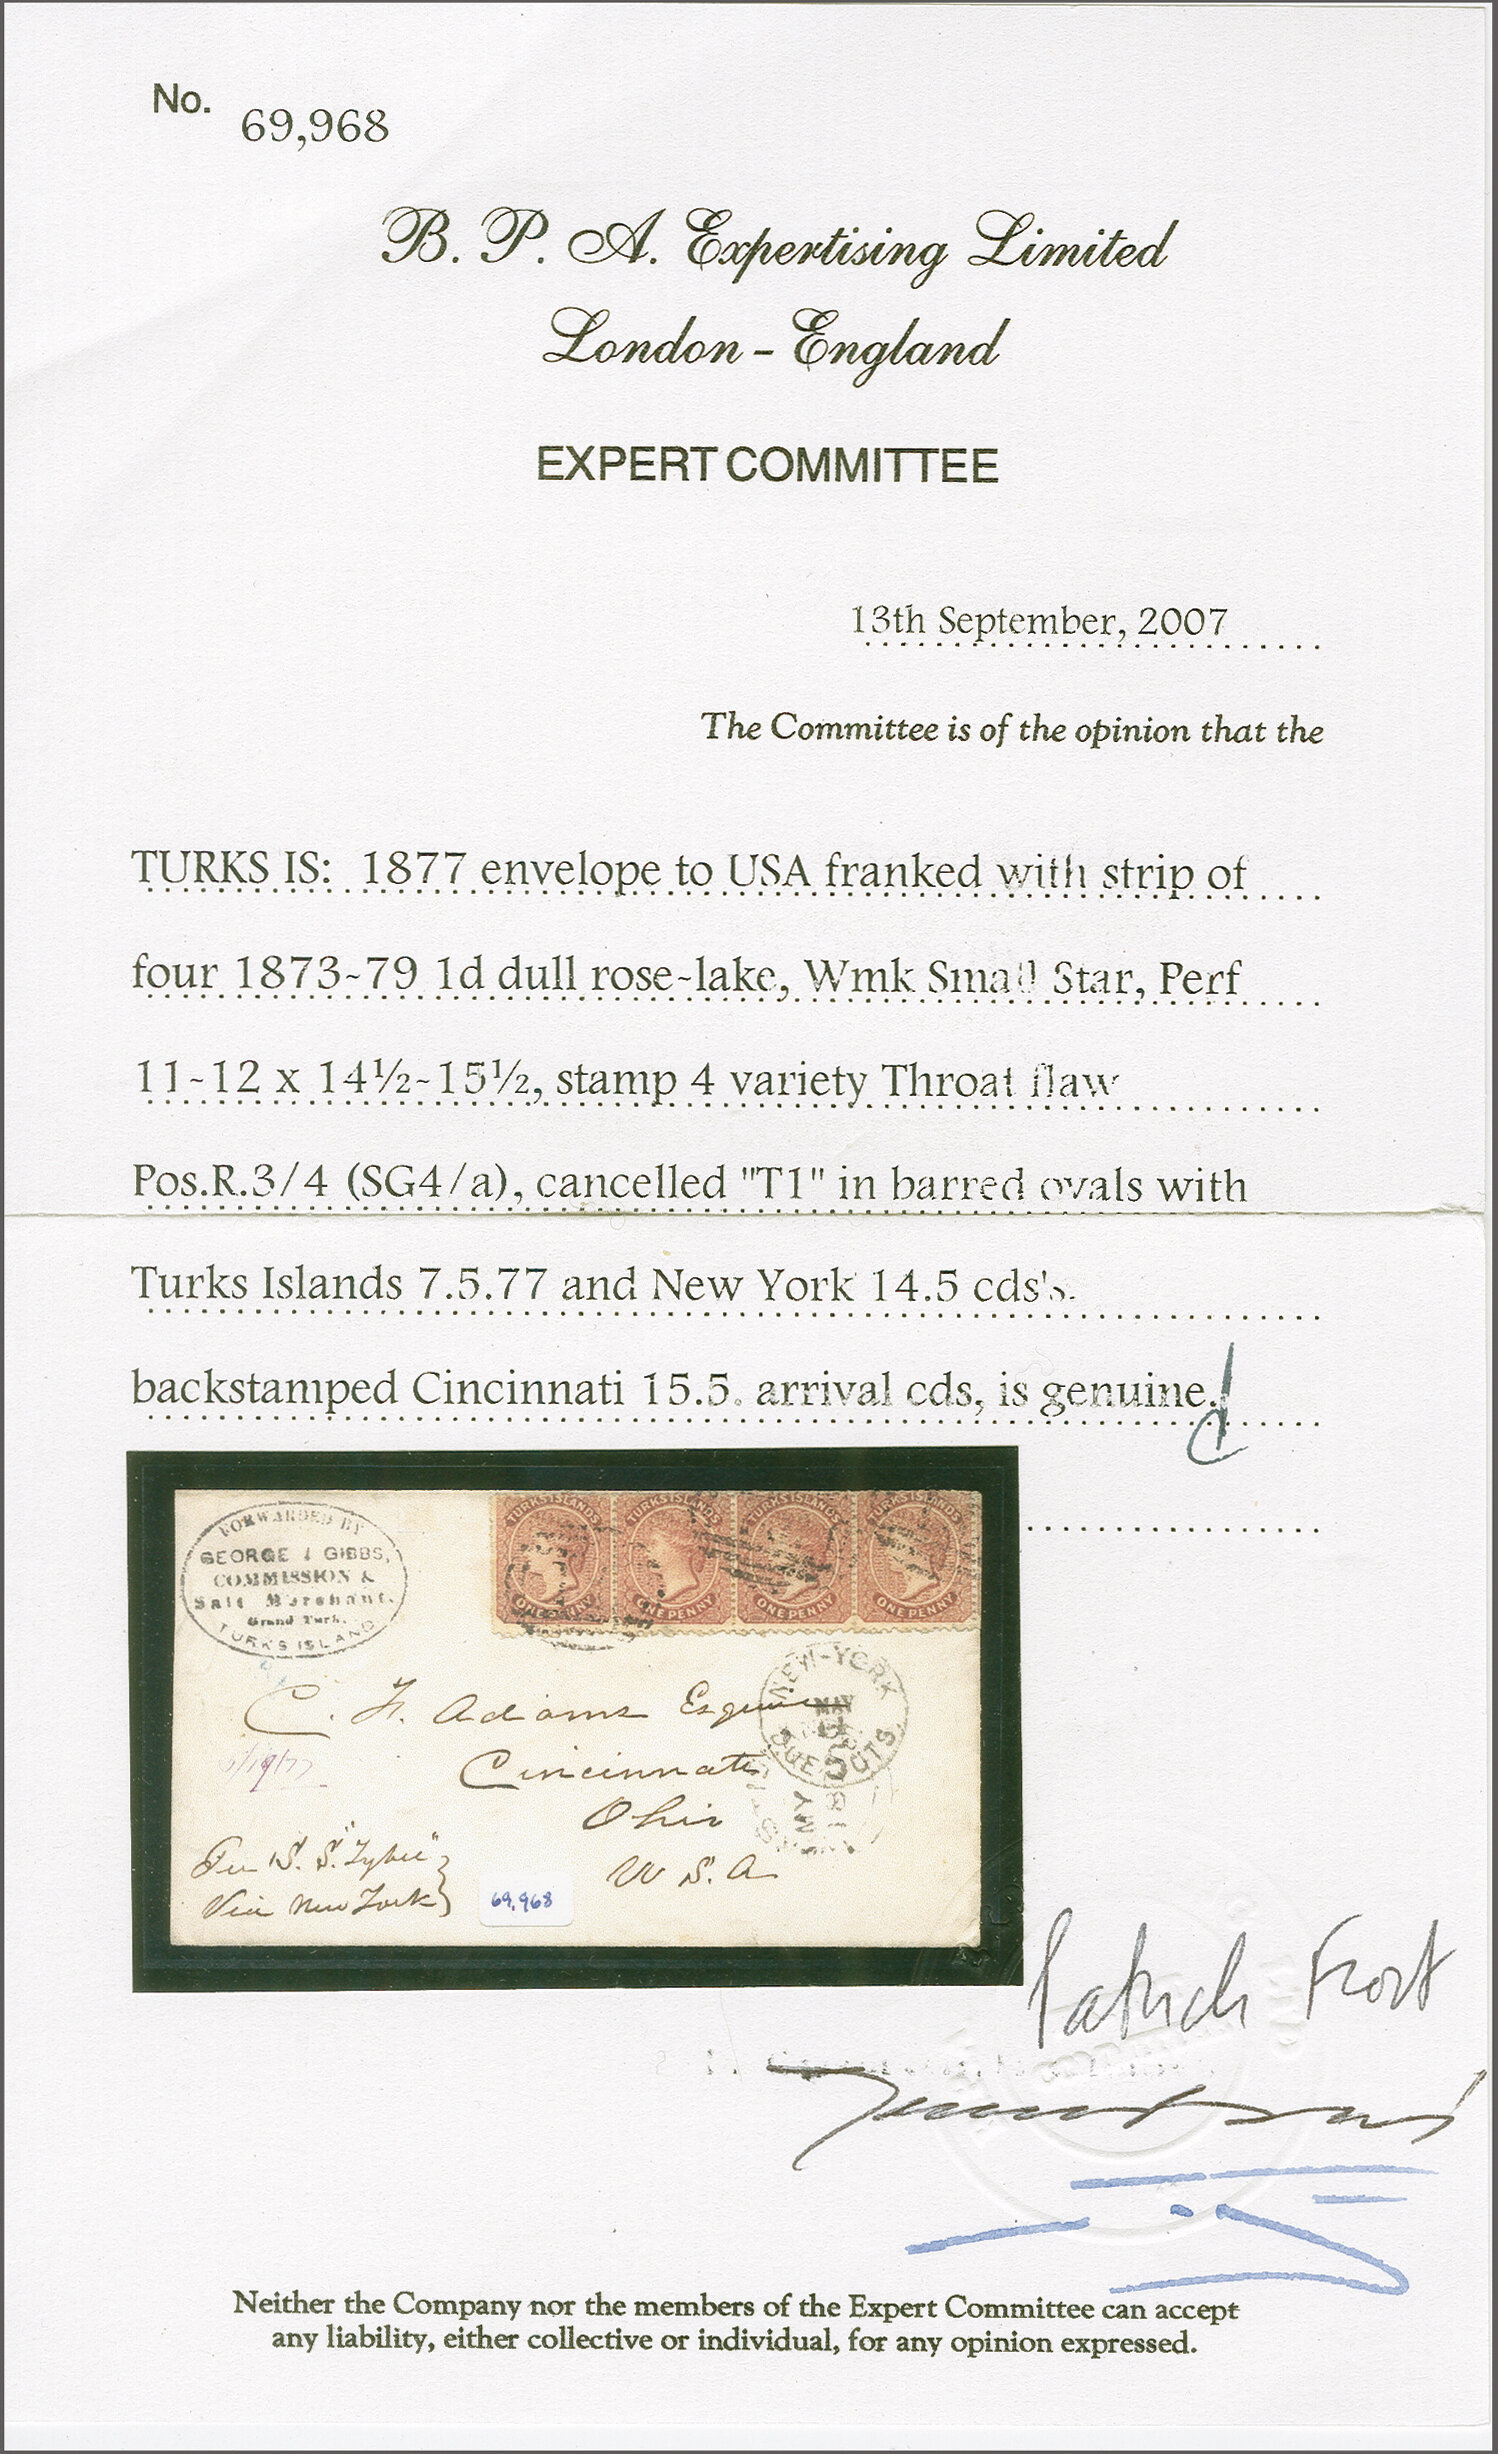 No. 69,968
B. P. A. Expertising Limited
London - England
EXPERT COMMITTEE
13th September, 2007
The Committee is of the opinion that the
TURKS IS: 1877 envelope to USA franked with strip of
four 1873-79 1d dull rose-lake, Wmk Small Star, Perf
11-12 x 14½-15½, stamp 4 variety Throat flaw
Pos.R.3/4 (SG4/a), cancelled "T1" in barred ovals with
Turks Islands 7.5.77 and New York 14.5 cds's.
backstamped Cincinnati 15.5. arrival cds, is genuine.
FORWARDED BY
GEORGE J GIBBS,
COMMISSION &
Salt Merchant.
Grand Turk.
TURKS ISLAND
TURKS ISLANDS TURKS ISLANDS TURKS ISLANDS TURKS ISLANDS
ONE PENNY ONE PENNY ONE PENNY ONE PENNY
NEW-YORK
MAY
DUE 5 CTS
C. F. Adams Esquire
Cincinnati
Ohio
U S. A
Per S. S. "Tybee"
Via New York
69,968
Patrick Frost
Neither the Company nor the members of the Expert Committee can accept
any liability, either collective or individual, for any opinion expressed.